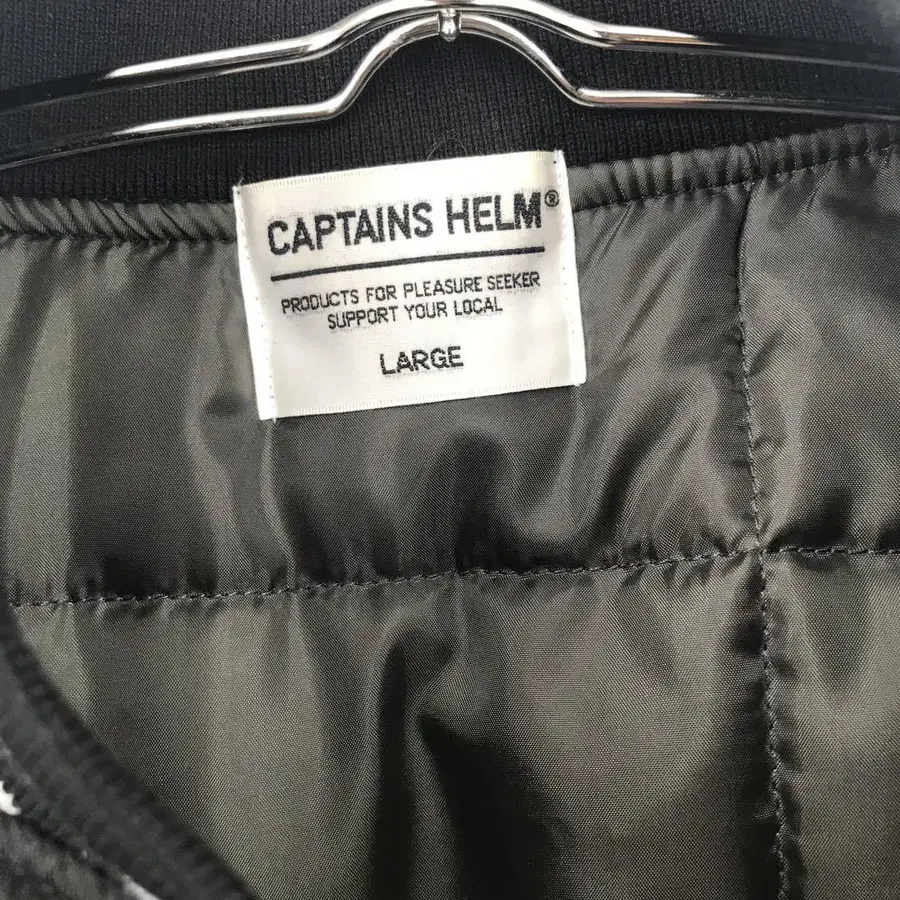 CAPTAINS HELM®
PRODUCTS FOR PLEASURE SEEKER
SUPPORT YOUR LOCAL
LARGE